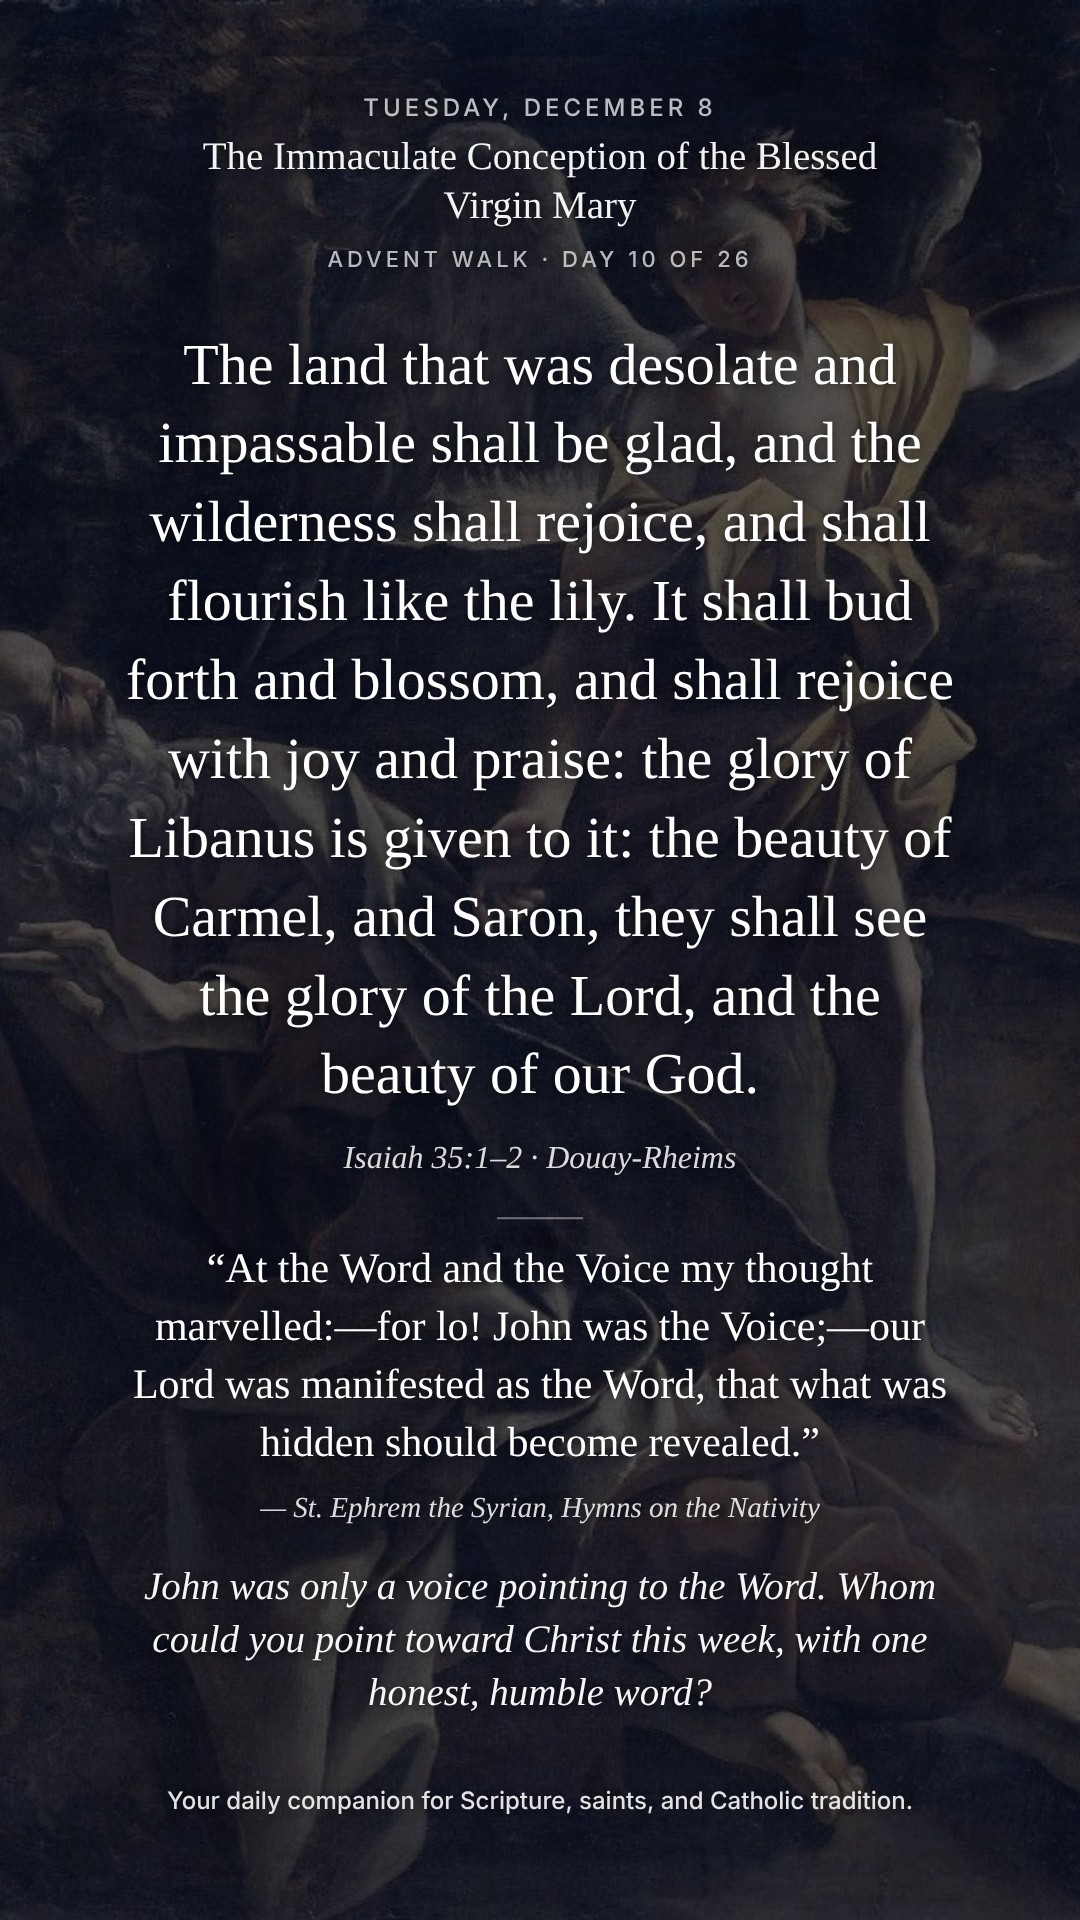 TUESDAY, DECEMBER 8
The Immaculate Conception of the Blessed
Virgin Mary
ADVENT WALK · DAY 10 OF 26
The land that was desolate and
impassable shall be glad, and the
wilderness shall rejoice, and shall
flourish like the lily. It shall bud
forth and blossom, and shall rejoice
with joy and praise: the glory of
Libanus is given to it: the beauty of
Carmel, and Saron, they shall see
the glory of the Lord, and the
beauty of our God.
Isaiah 35:1–2 · Douay-Rheims
“At the Word and the Voice my thought
marvelled:—for lo! John was the Voice;—our
Lord was manifested as the Word, that what was
hidden should become revealed.”
— St. Ephrem the Syrian, Hymns on the Nativity
John was only a voice pointing to the Word. Whom
could you point toward Christ this week, with one
honest, humble word?
Your daily companion for Scripture, saints, and Catholic tradition.